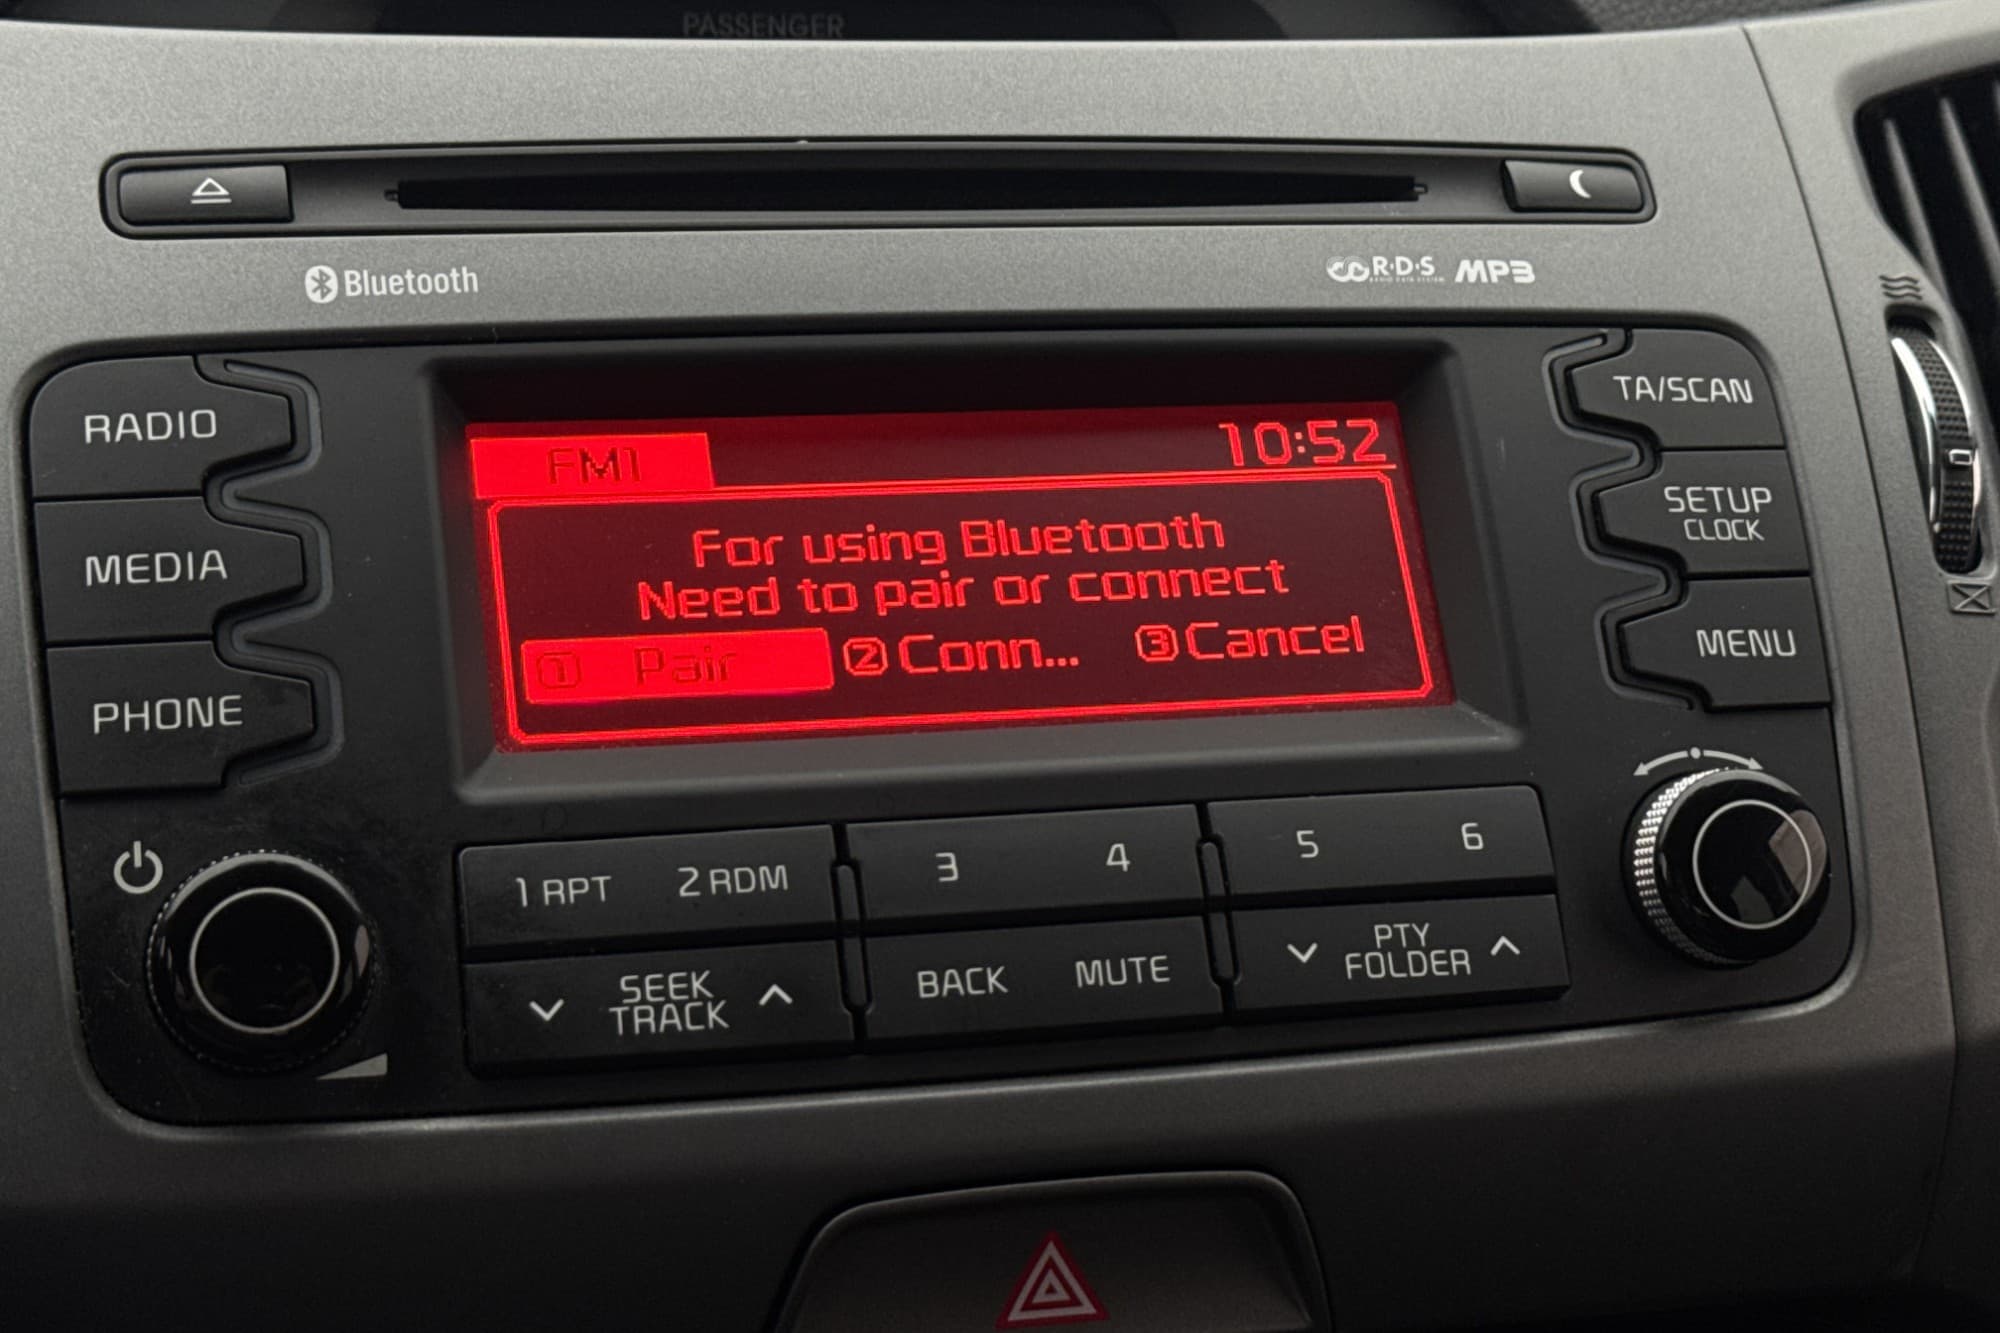 PASSENGER
Bluetooth
R·D·S MP3
RADIO
MEDIA
PHONE
FM1 10:52
For using Bluetooth
Need to pair or connect
1 Pair 2 Conn... 3 Cancel
TA/SCAN
SETUP
CLOCK
MENU
1 RPT 2 RDM 3 4 5 6
SEEK
TRACK
BACK MUTE
PTY
FOLDER